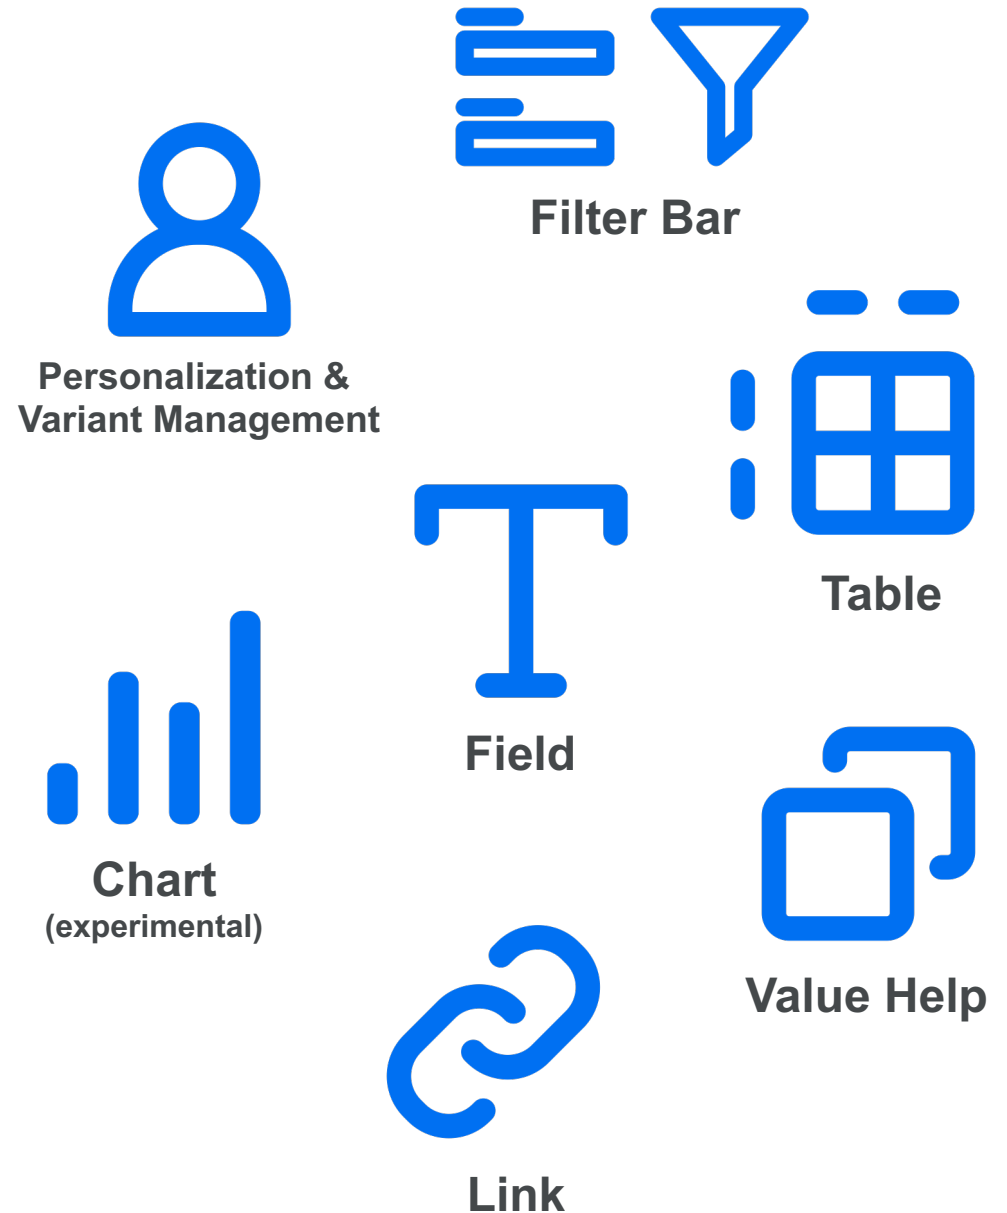 Filter Bar
Personalization &
Variant Management
Table
Field
Chart
(experimental)
Value Help
Link